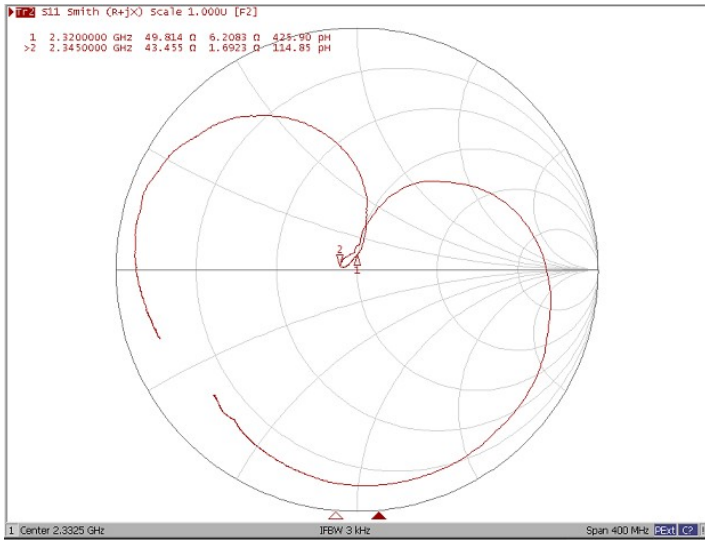 Tr2 S11 Smith (R+jX) Scale 1.000U [F2]
1 2.3200000 GHz 49.814 Ω 6.2083 Ω 425.90 pH
>2 2.3450000 GHz 43.455 Ω 1.6923 Ω 114.85 pH
2
1
1 Center 2.3325 GHz IFBW 3 kHz Span 400 MHz PExt C? !